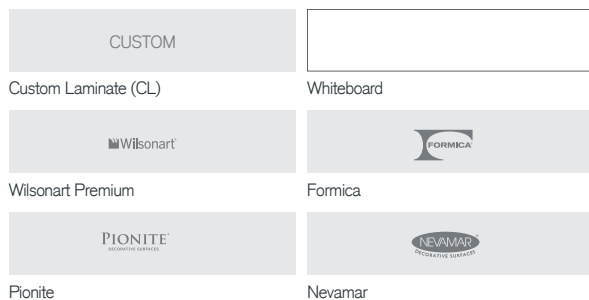 CUSTOM
Custom Laminate (CL)
Whiteboard
Wilsonart
Wilsonart Premium
FORMICA
Formica
PIONITE
DECORATIVE SURFACES
Pionite
NEVAMAR
DECORATIVE SURFACES
Nevamar